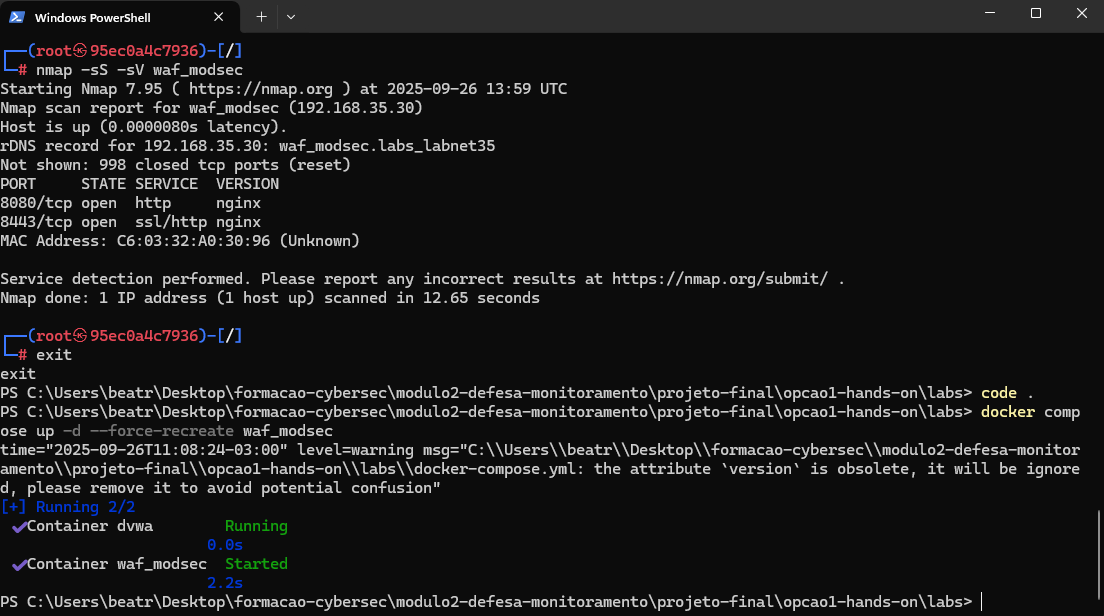 Windows PowerShell
┌──(root㉿95ec0a4c7936)-[/]
└─# nmap -sS -sV waf_modsec
Starting Nmap 7.95 ( https://nmap.org ) at 2025-09-26 13:59 UTC
Nmap scan report for waf_modsec (192.168.35.30)
Host is up (0.0000080s latency).
rDNS record for 192.168.35.30: waf_modsec.labs_labnet35
Not shown: 998 closed tcp ports (reset)
PORT     STATE SERVICE  VERSION
8080/tcp open  http     nginx
8443/tcp open  ssl/http nginx
MAC Address: C6:03:32:A0:30:96 (Unknown)
Service detection performed. Please report any incorrect results at https://nmap.org/submit/ .
Nmap done: 1 IP address (1 host up) scanned in 12.65 seconds
┌──(root㉿95ec0a4c7936)-[/]
└─# exit
exit
PS C:\Users\beatr\Desktop\formacao-cybersec\modulo2-defesa-monitoramento\projeto-final\opcao1-hands-on\labs> code .
PS C:\Users\beatr\Desktop\formacao-cybersec\modulo2-defesa-monitoramento\projeto-final\opcao1-hands-on\labs> docker comp
ose up -d --force-recreate waf_modsec
time="2025-09-26T11:08:24-03:00" level=warning msg="C:\\Users\\beatr\\Desktop\\formacao-cybersec\\modulo2-defesa-monitor
amento\\projeto-final\\opcao1-hands-on\\labs\\docker-compose.yml: the attribute `version` is obsolete, it will be ignore
d, please remove it to avoid potential confusion"
[+] Running 2/2
✔Container dvwa        Running
0.0s
✔Container waf_modsec  Started
2.2s
PS C:\Users\beatr\Desktop\formacao-cybersec\modulo2-defesa-monitoramento\projeto-final\opcao1-hands-on\labs>